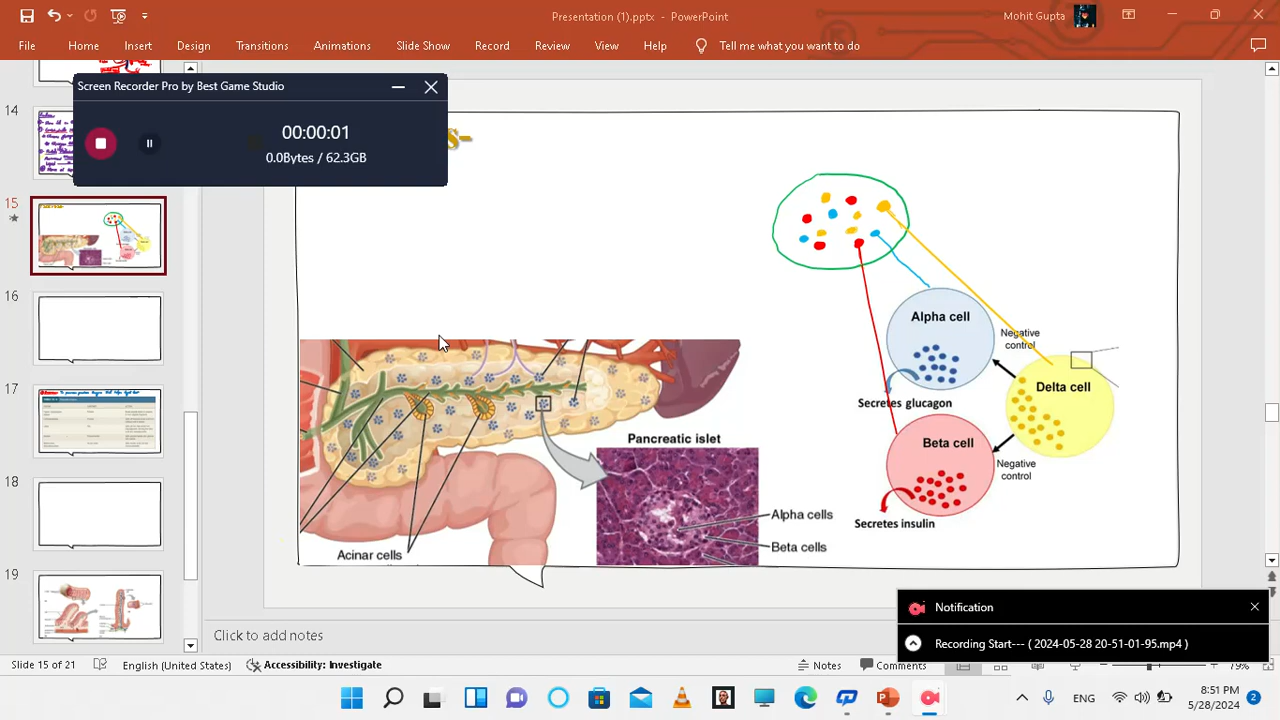 Presentation (1).pptx - PowerPoint
Mohit Gupta
File Home Insert Design Transitions Animations Slide Show Record Review View Help Tell me what you want to do
Screen Recorder Pro by Best Game Studio
00:00:01
0.0Bytes / 62.3GB
S-
14
15
16
17
18
19
Alpha cell
Negative
control
Delta cell
Secretes glucagon
Beta cell
Negative
control
Secretes insulin
Pancreatic islet
Alpha cells
Beta cells
Acinar cells
Notification
Recording Start--- ( 2024-05-28 20-51-01-95.mp4 )
Click to add notes
Slide 15 of 21 English (United States) Accessibility: Investigate Notes Comments 79%
ENG
8:51 PM
5/28/2024
2